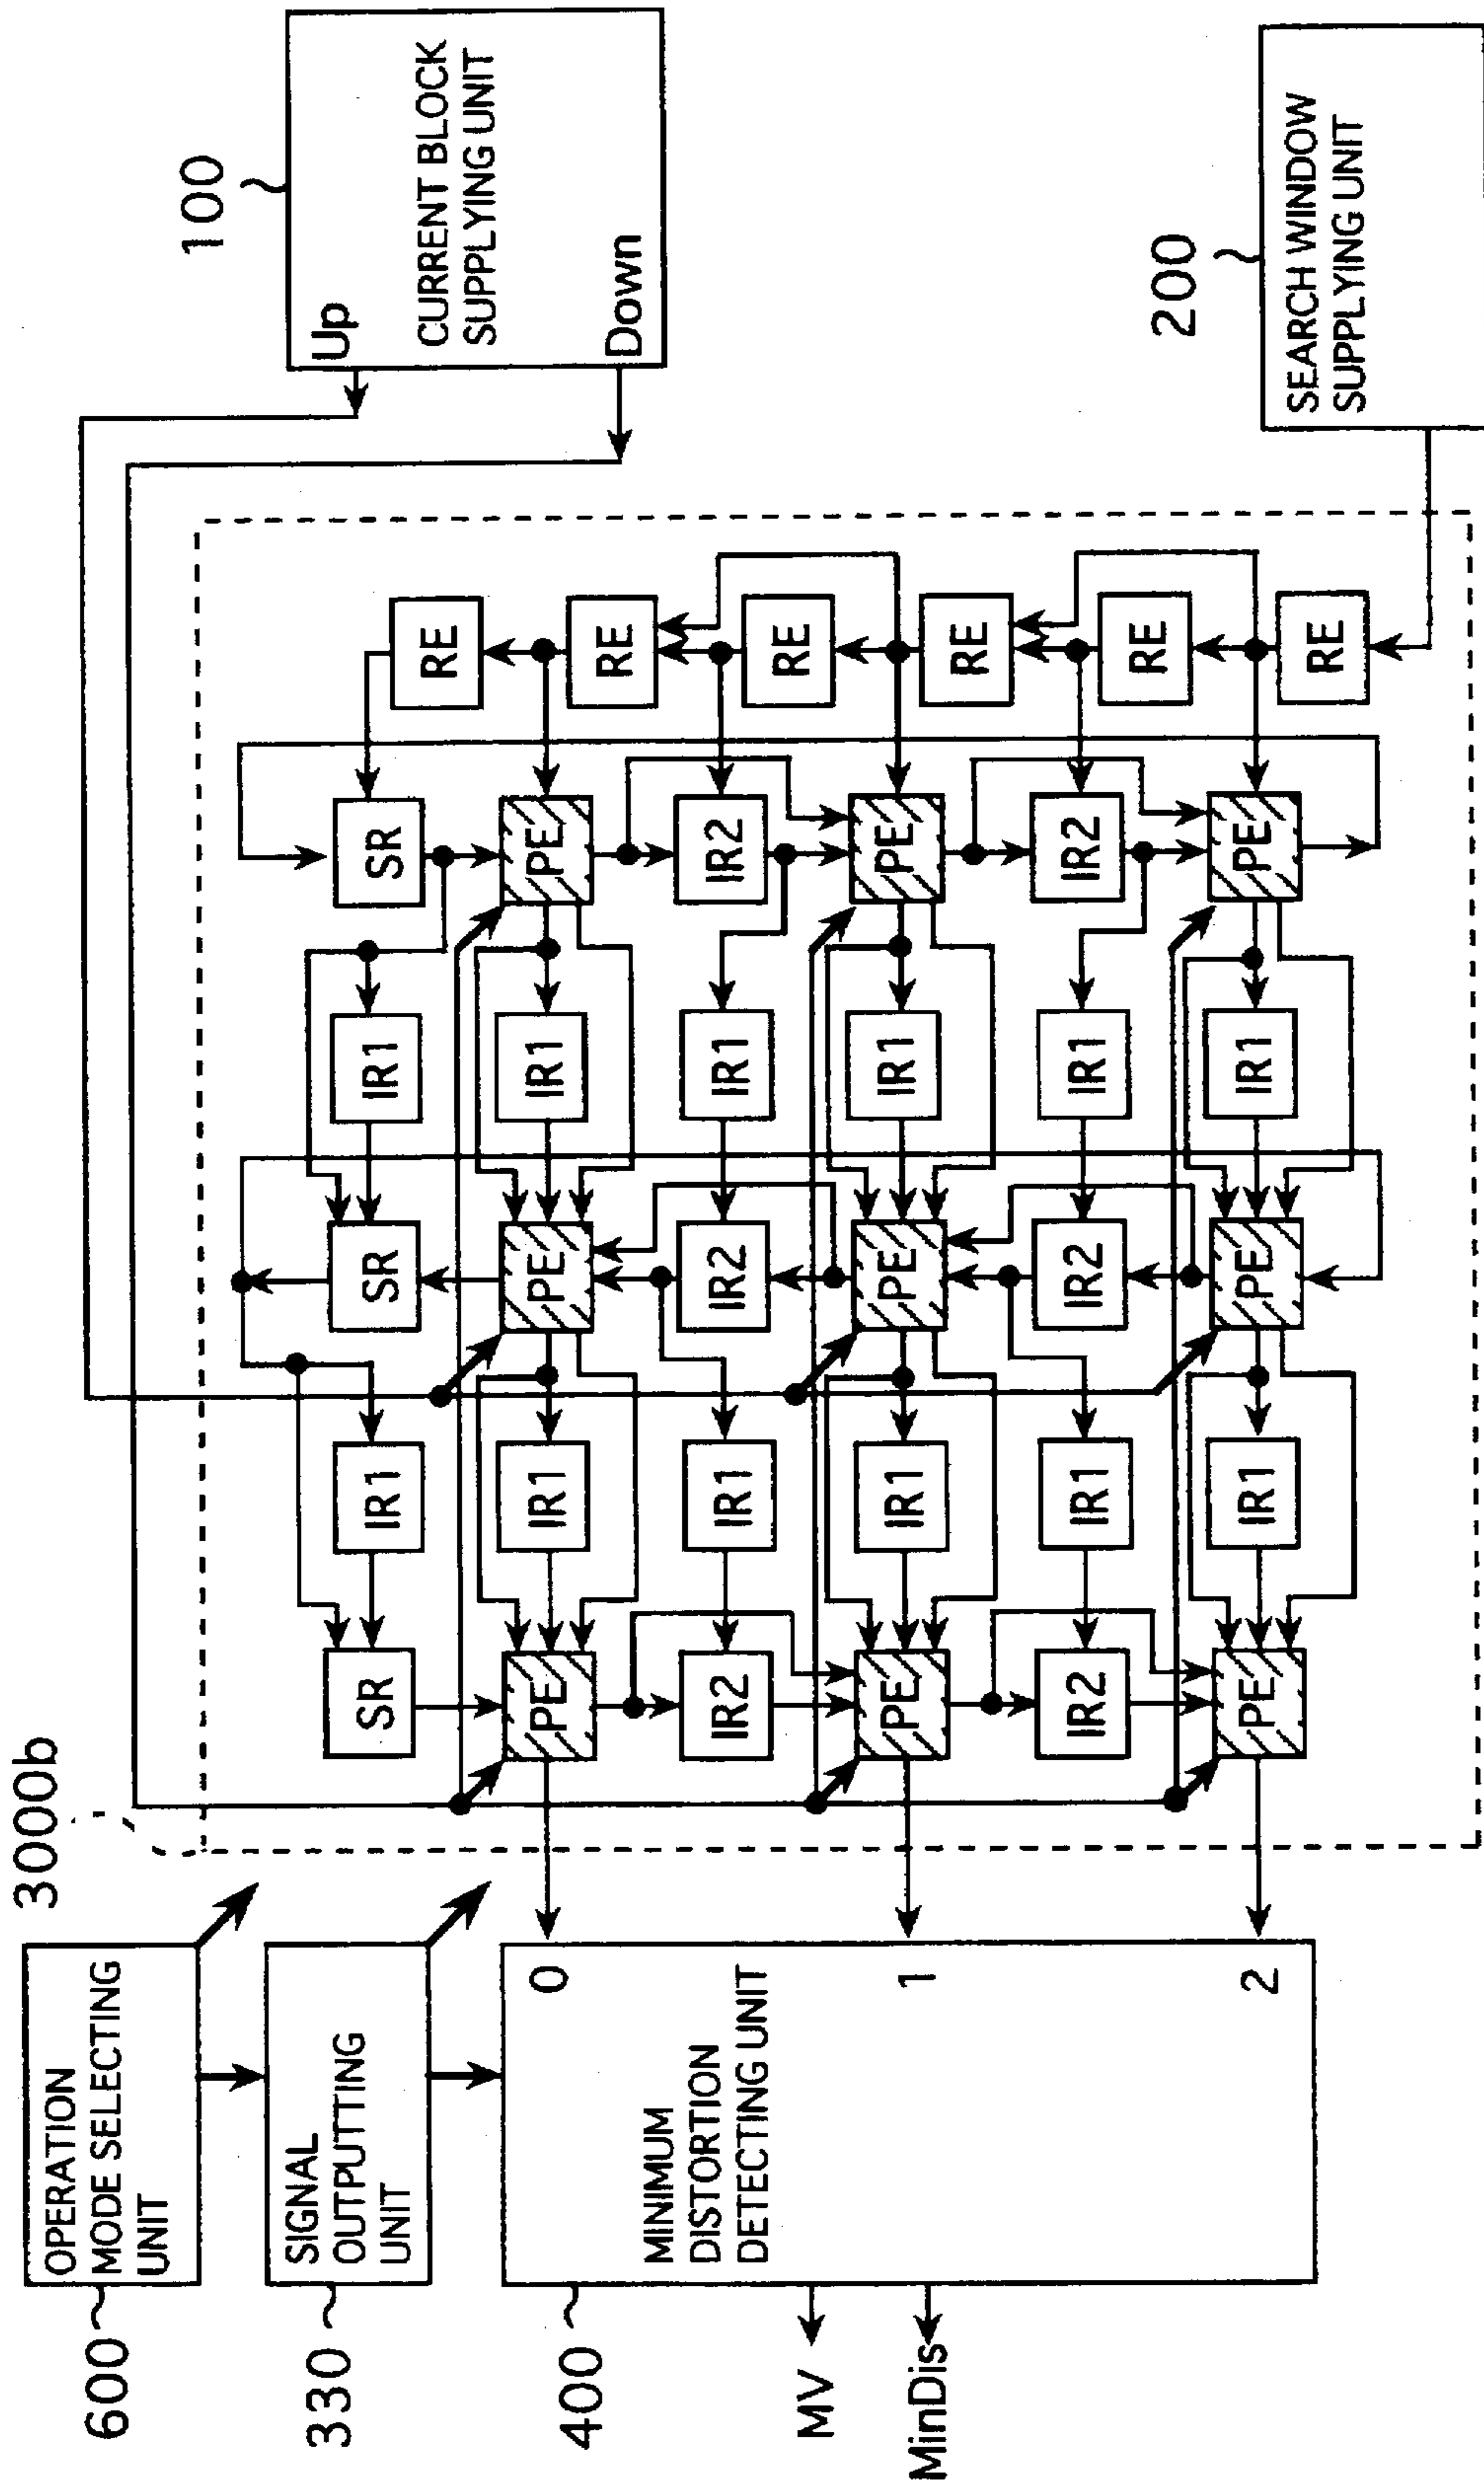 3000b
OPERATION
MODE SELECTING
UNIT
600
100
Up
CURRENT BLOCK
SUPPLYING UNIT
Down
SIGNAL
OUTPUTTING
UNIT
330
SR IR1 SR IR1 SR RE
400
0 PE IR1 PE IR1 PE RE
MINIMUM
DISTORTION
DETECTING UNIT
IR2 IR1 IR2 IR1 IR2 RE
MV
1 PE IR1 PE IR1 PE RE
MinDis
IR2 IR1 IR2 IR1 IR2 RE
2 PE IR1 PE IR1 PE RE
200
SEARCH WINDOW
SUPPLYING UNIT